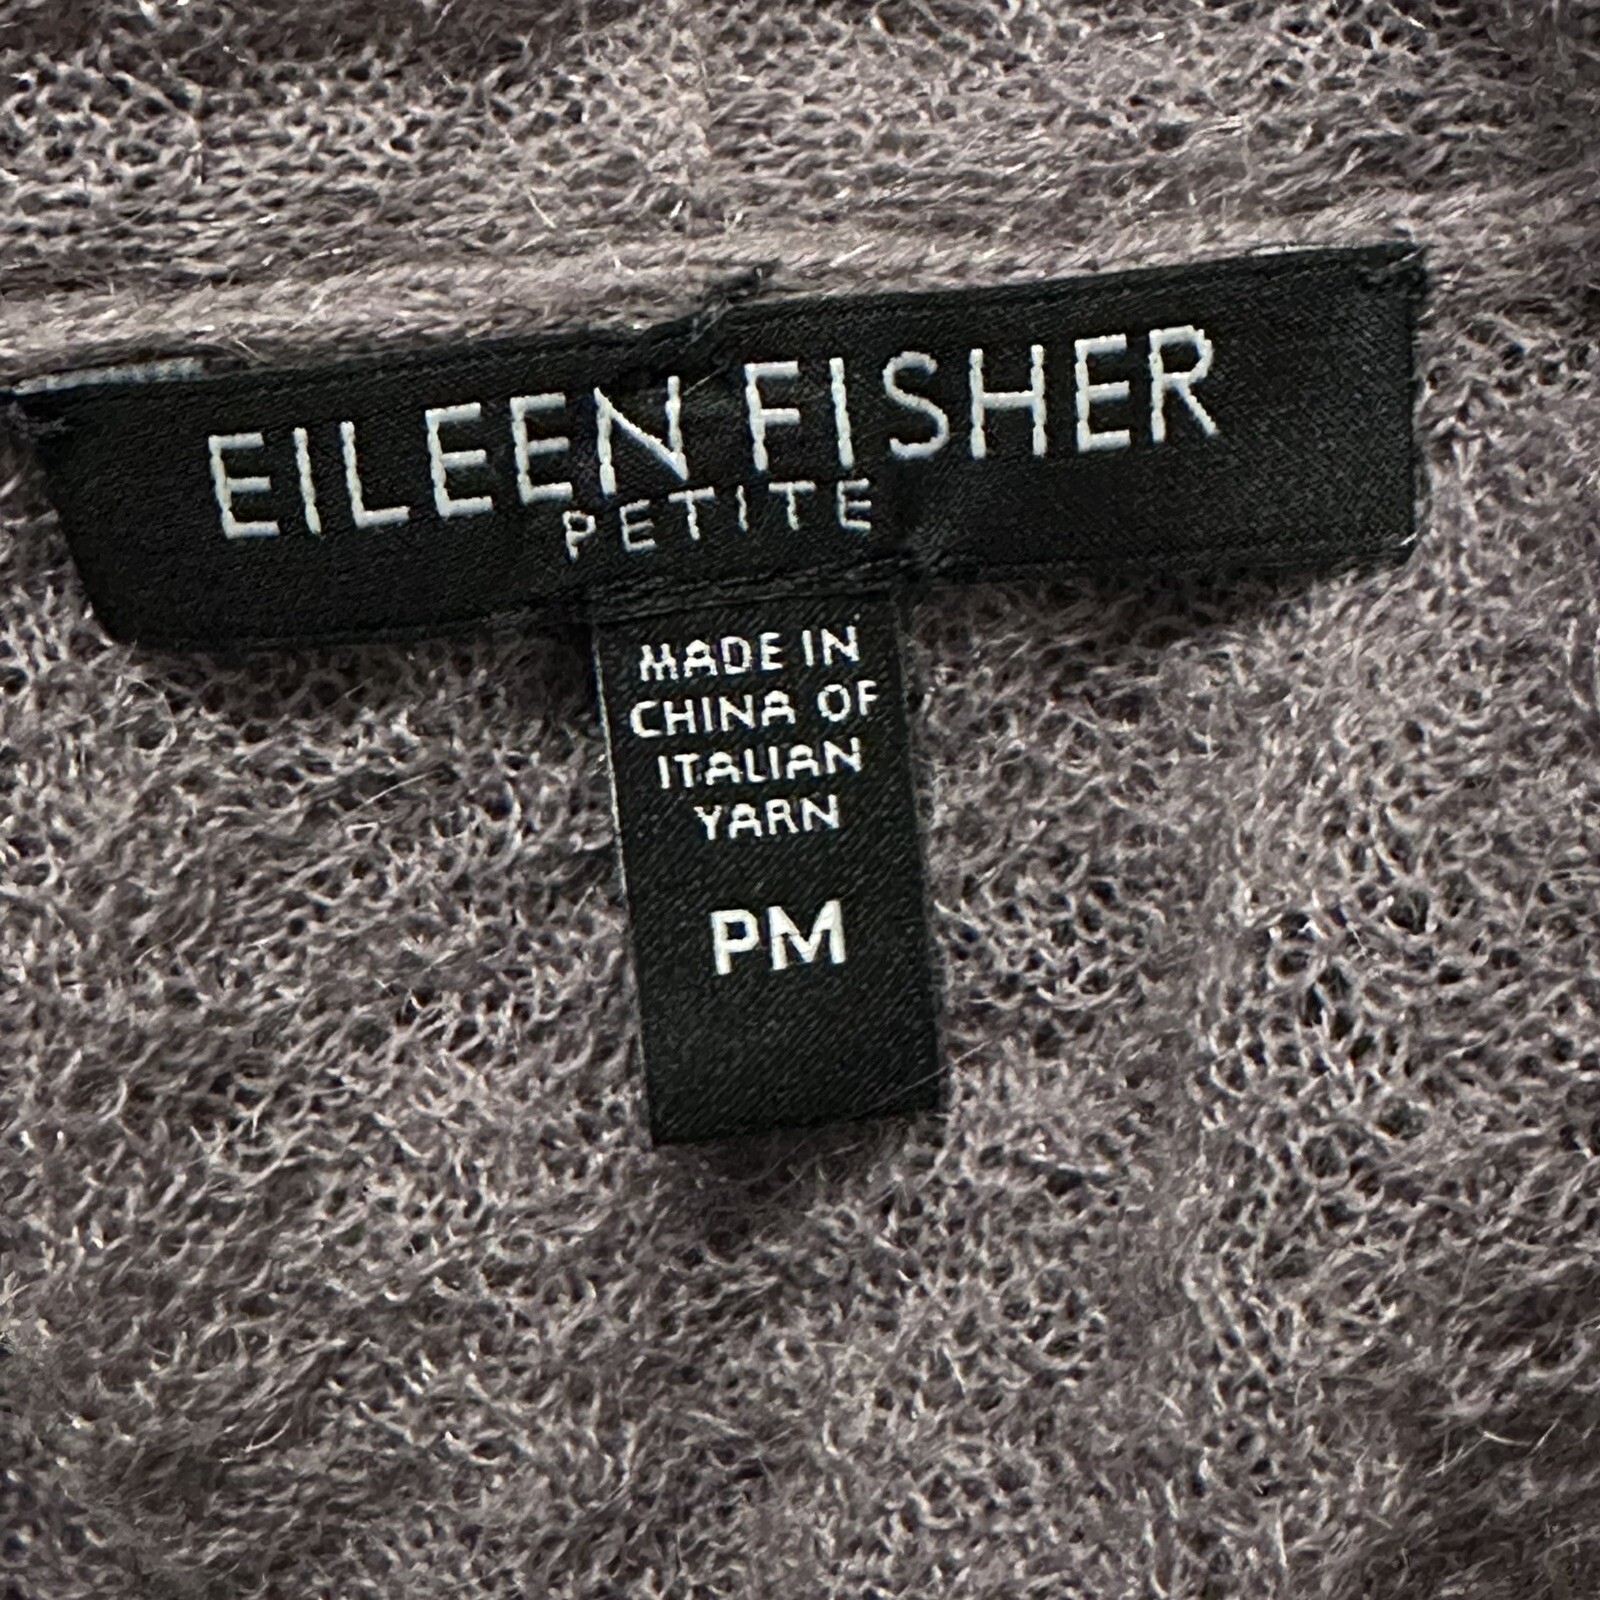 EILEEN FISHER
PETITE
MADE IN
CHINA OF
ITALIAN
YARN
PM